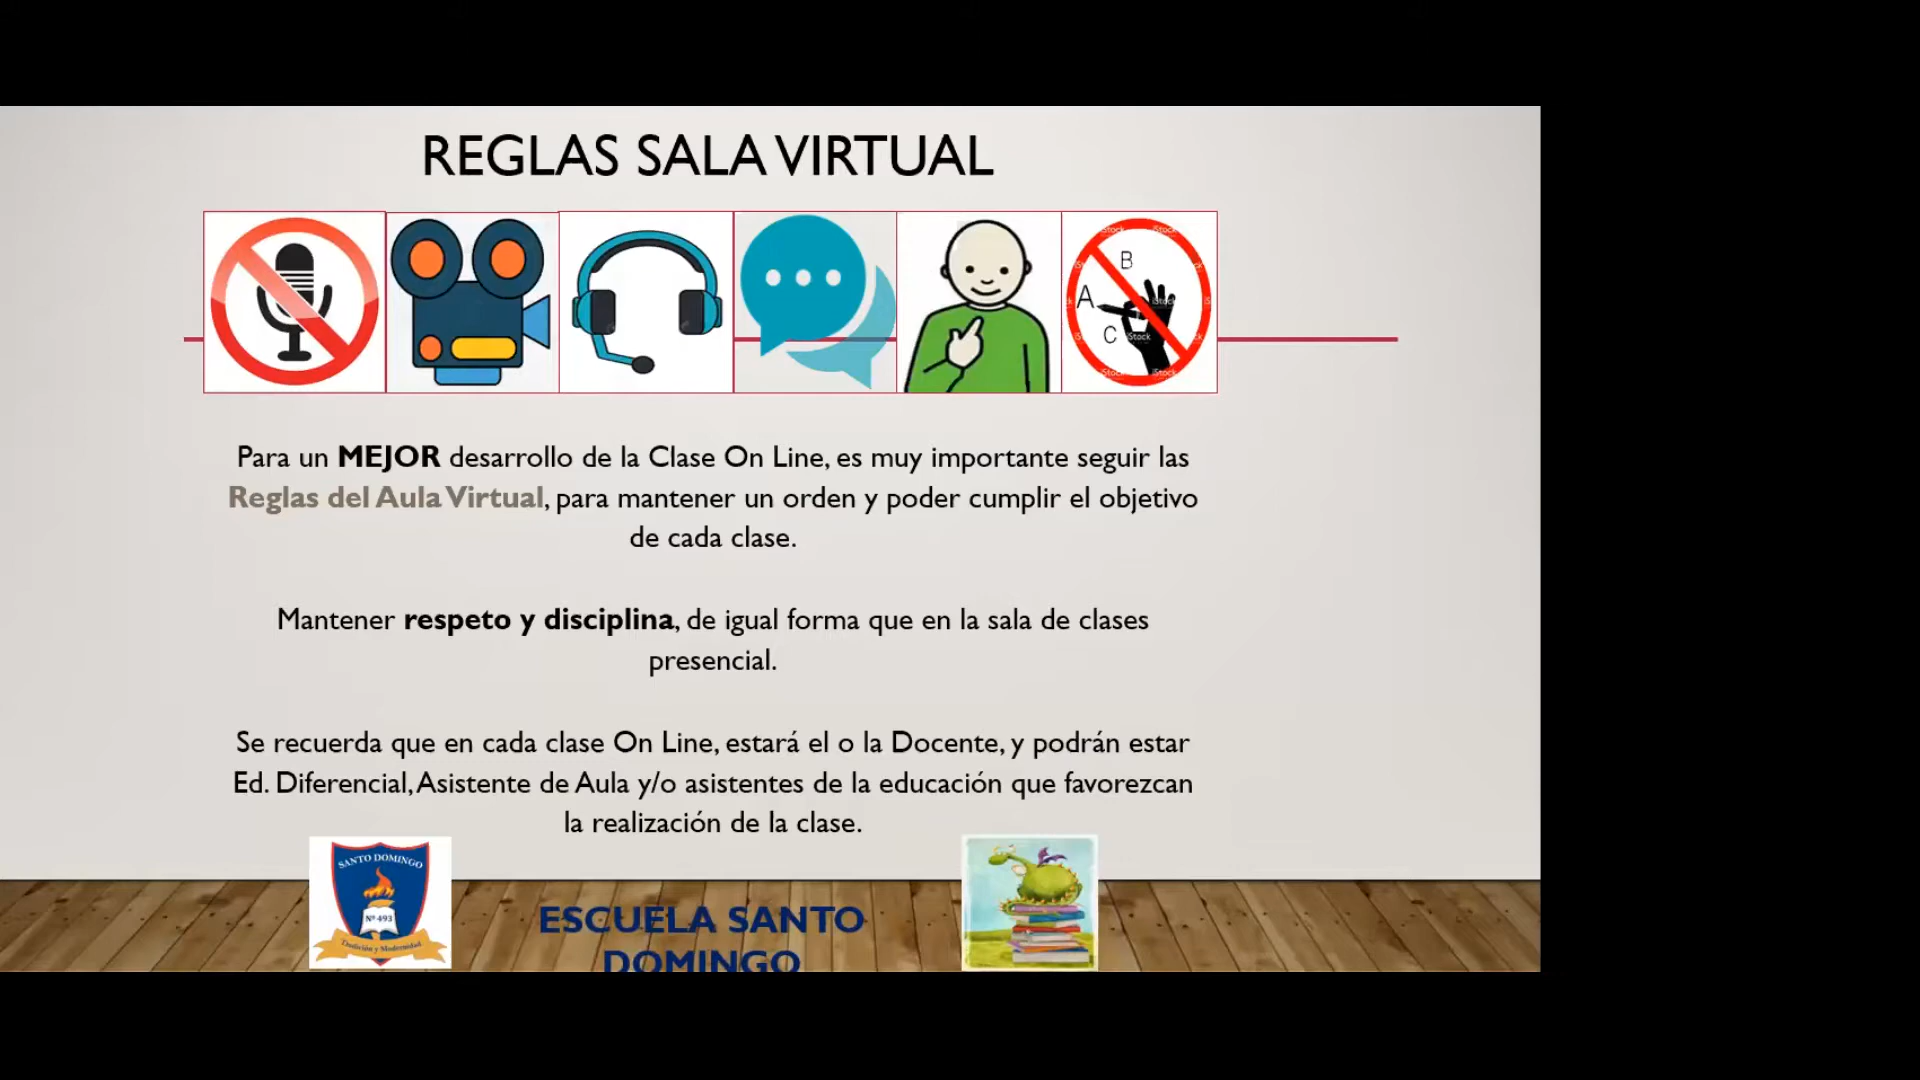 REGLAS SALA VIRTUAL
B
A
C
iStock
Para un MEJOR desarrollo de la Clase On Line, es muy importante seguir las
Reglas del Aula Virtual, para mantener un orden y poder cumplir el objetivo
de cada clase.
Mantener respeto y disciplina, de igual forma que en la sala de clases
presencial.
Se recuerda que en cada clase On Line, estará el o la Docente, y podrán estar
Ed. Diferencial, Asistente de Aula y/o asistentes de la educación que favorezcan
la realización de la clase.
SANTO DOMINGO
Nº 493
Tradición y Modernidad
ESCUELA SANTO
DOMINGO